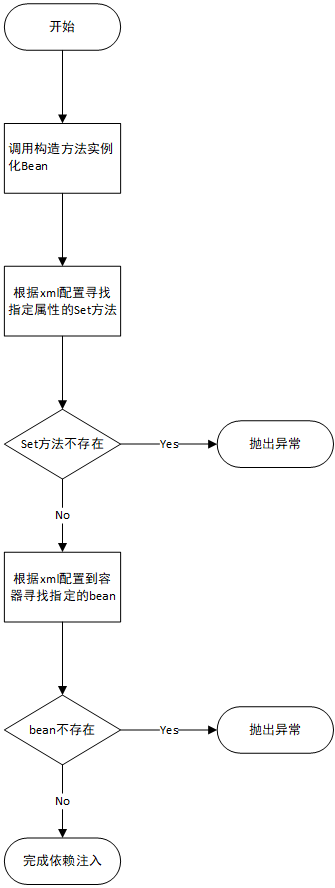 开始
调用构造方法实例
化Bean
根据xml配置寻找
指定属性的Set方法
Set方法不存在
Yes
抛出异常
No
根据xml配置到容
器寻找指定的bean
bean不存在
Yes
抛出异常
No
完成依赖注入